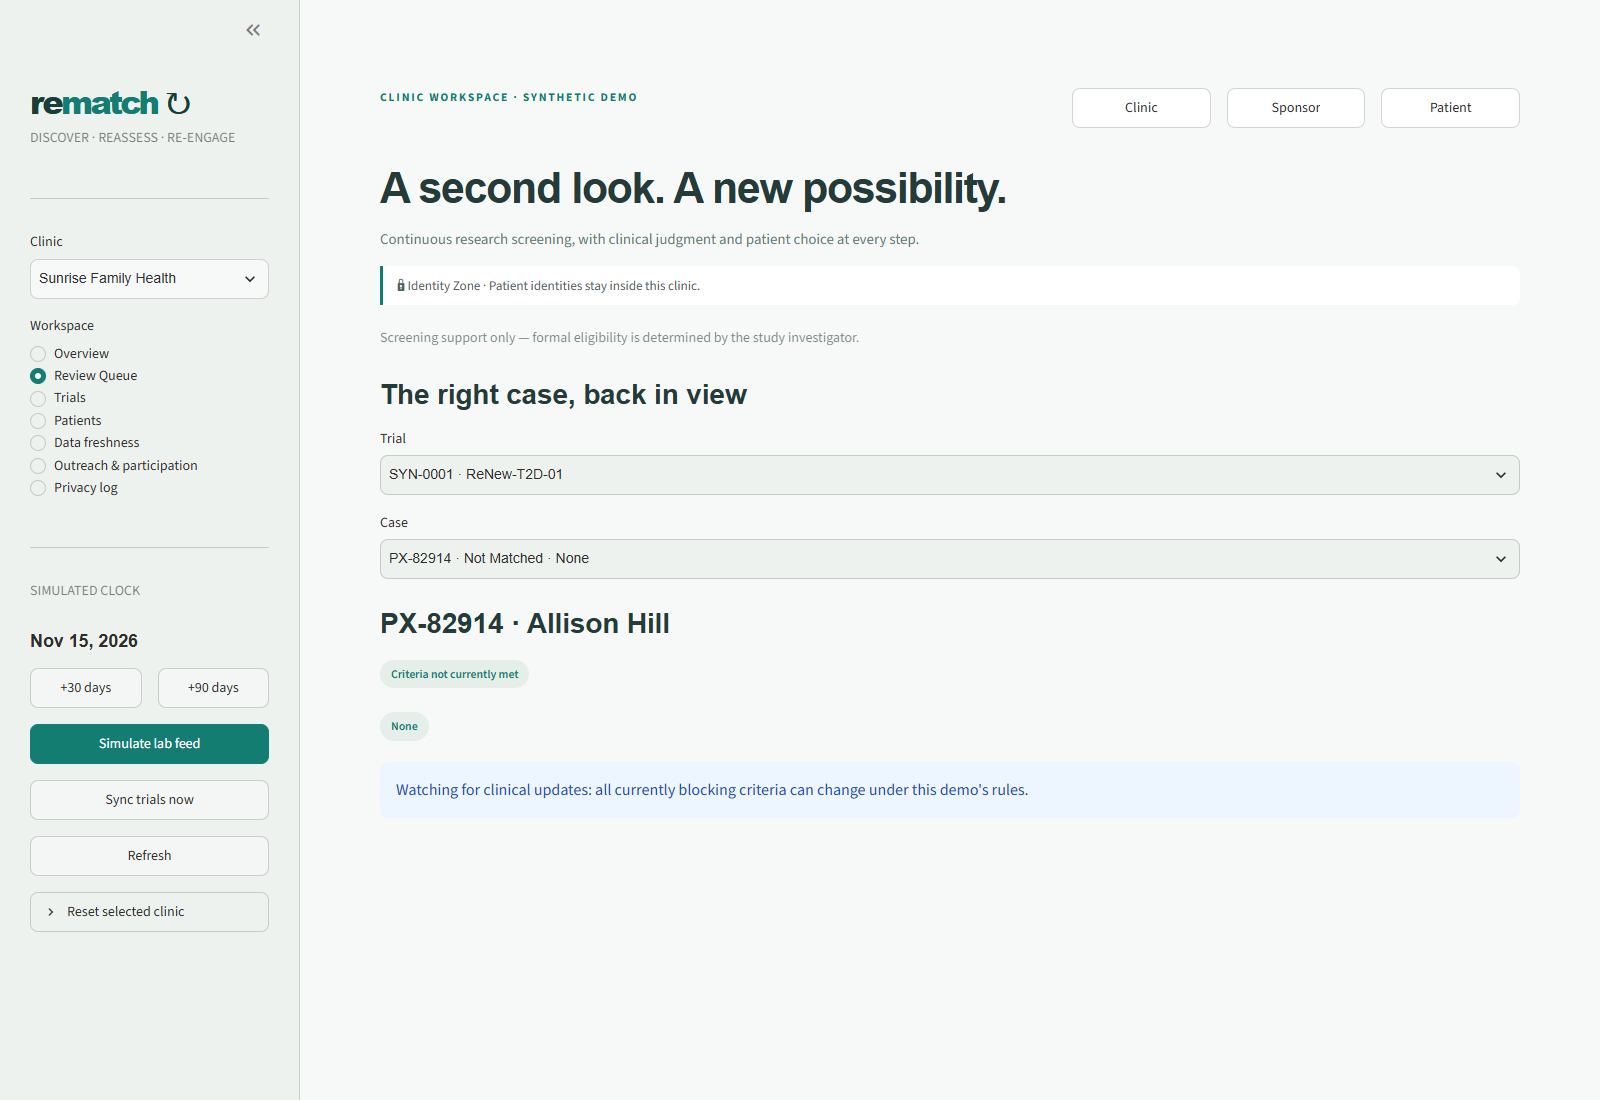 rematch ↻
DISCOVER · REASSESS · RE-ENGAGE
Clinic
Sunrise Family Health
Workspace
Overview
Review Queue
Trials
Patients
Data freshness
Outreach & participation
Privacy log
SIMULATED CLOCK
Nov 15, 2026
+30 days
+90 days
Simulate lab feed
Sync trials now
Refresh
Reset selected clinic
CLINIC WORKSPACE · SYNTHETIC DEMO
Clinic
Sponsor
Patient
A second look. A new possibility.
Continuous research screening, with clinical judgment and patient choice at every step.
Identity Zone · Patient identities stay inside this clinic.
Screening support only — formal eligibility is determined by the study investigator.
The right case, back in view
Trial
SYN-0001 · ReNew-T2D-01
Case
PX-82914 · Not Matched · None
PX-82914 · Allison Hill
Criteria not currently met
None
Watching for clinical updates: all currently blocking criteria can change under this demo's rules.